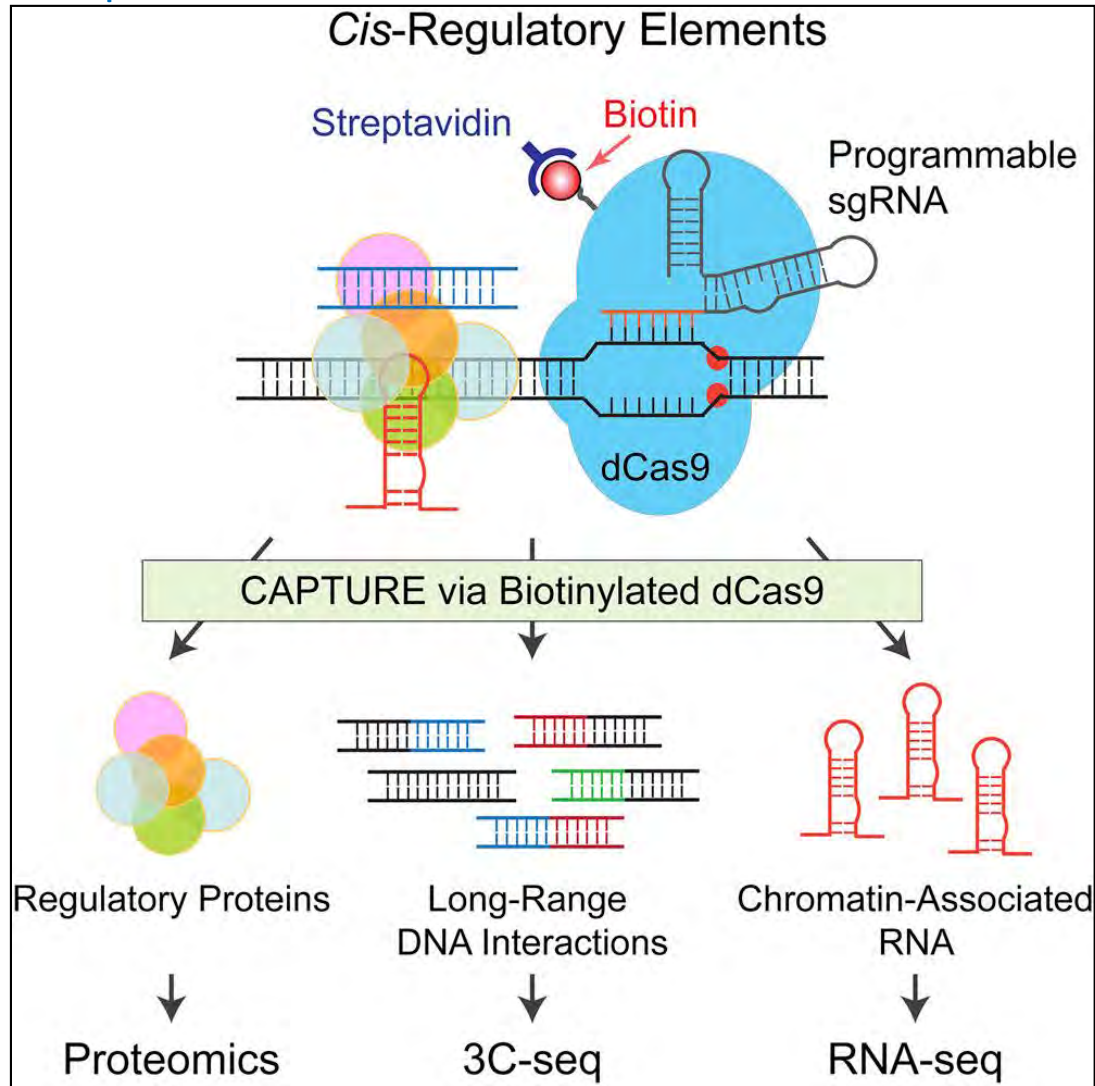 Cis-Regulatory Elements
Streptavidin
Biotin
Programmable
sgRNA
dCas9
CAPTURE via Biotinylated dCas9
Regulatory Proteins
Long-Range
DNA Interactions
Chromatin-Associated
RNA
Proteomics
3C-seq
RNA-seq